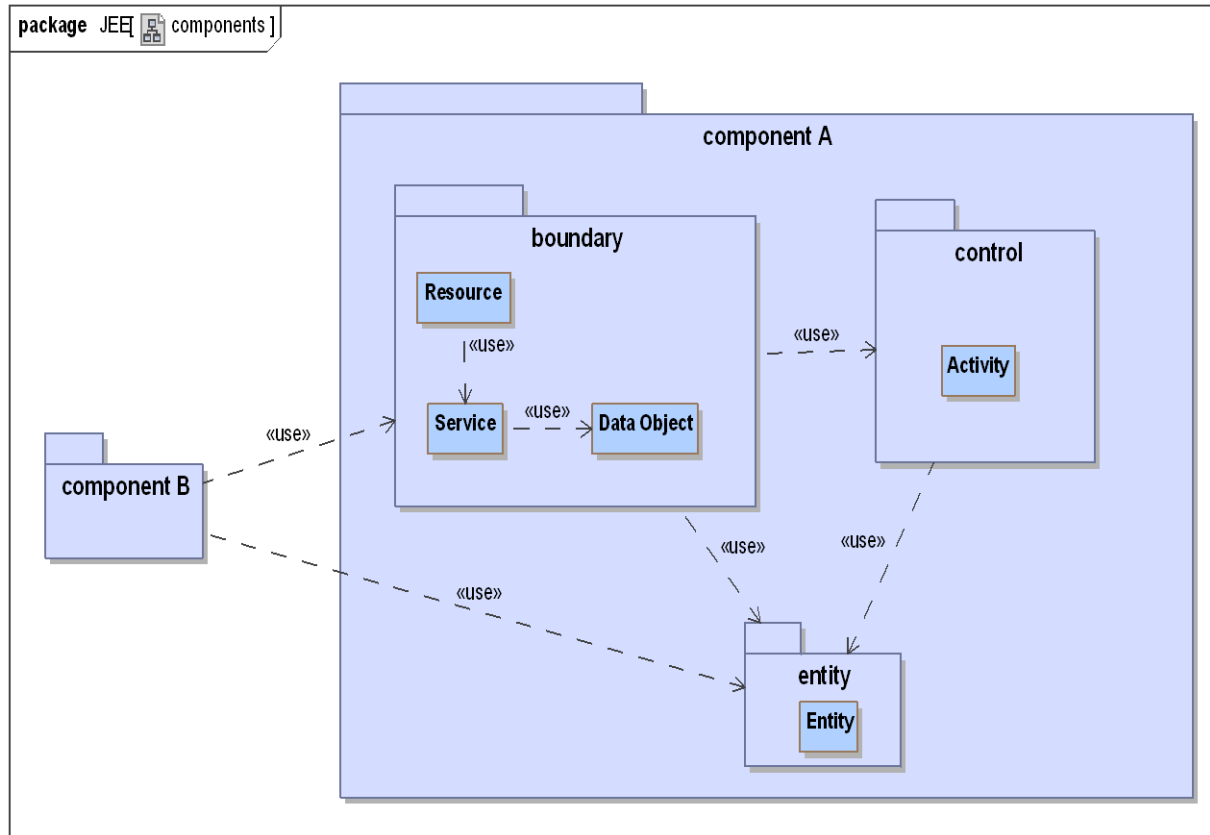 package JEE[ components ]
component A
boundary
control
Resource
«use»
«use»
Activity
Service
«use»
Data Object
«use»
component B
«use»
«use»
«use»
entity
Entity